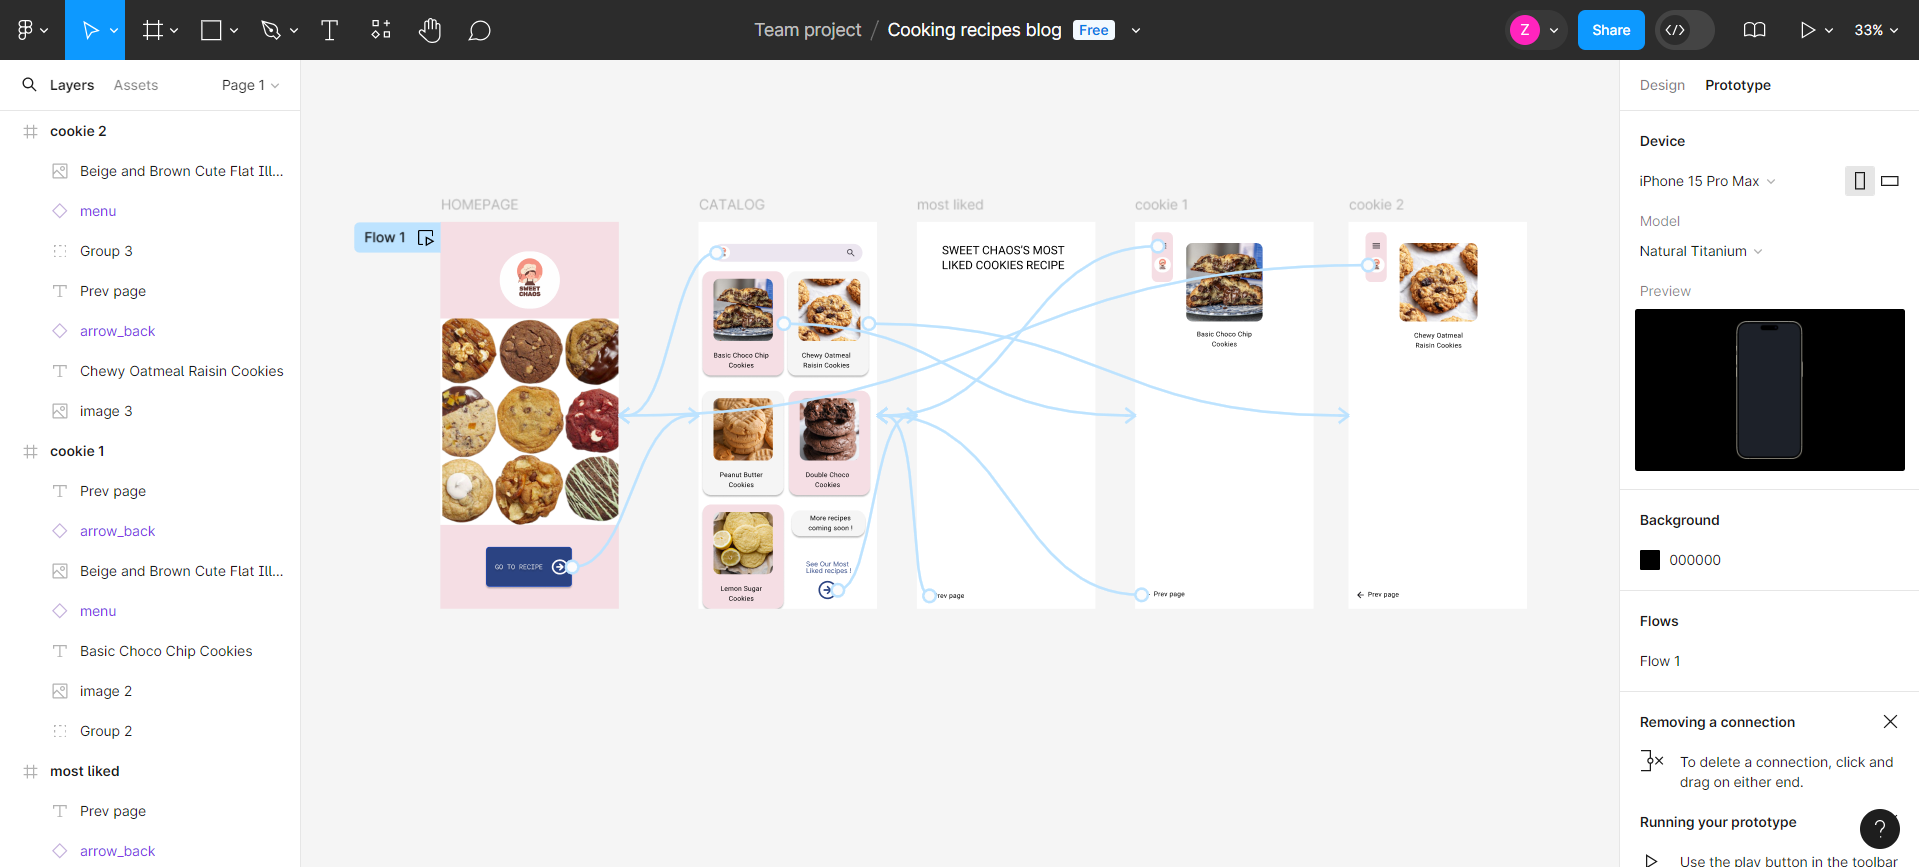 Team project / Cooking recipes blog Free
Z
Share
33%
Layers
Assets
Page 1
cookie 2
Beige and Brown Cute Flat Ill...
menu
Group 3
Prev page
arrow_back
Chewy Oatmeal Raisin Cookies
image 3
cookie 1
Prev page
arrow_back
Beige and Brown Cute Flat Ill...
menu
Basic Choco Chip Cookies
image 2
Group 2
most liked
Prev page
arrow_back
Flow 1
HOMEPAGE
SWEET
CHAOS
GO TO RECIPE
CATALOG
Basic Choco Chip
Cookies
Chewy Oatmeal
Raisin Cookies
Peanut Butter
Cookies
Double Choco
Cookies
Lemon Sugar
Cookies
More recipes
coming soon !
See Our Most
Liked recipes !
most liked
SWEET CHAOS'S MOST
LIKED COOKIES RECIPE
rev page
cookie 1
Basic Choco Chip
Cookies
Prev page
cookie 2
Chewy Oatmeal
Raisin Cookies
Prev page
Design
Prototype
Device
iPhone 15 Pro Max
Model
Natural Titanium
Preview
Background
000000
Flows
Flow 1
Removing a connection
To delete a connection, click and
drag on either end.
Running your prototype
Use the play button in the toolbar
?